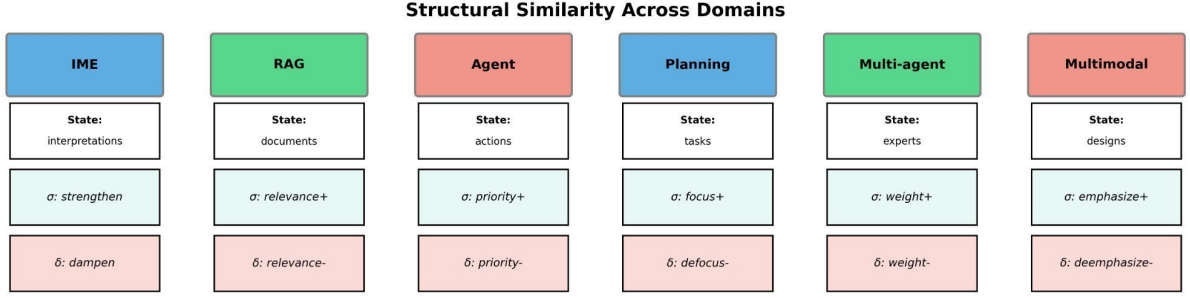 Structural Similarity Across Domains
IME
RAG
Agent
Planning
Multi-agent
Multimodal
State:
interpretations
State:
documents
State:
actions
State:
tasks
State:
experts
State:
designs
σ: strengthen
σ: relevance+
σ: priority+
σ: focus+
σ: weight+
σ: emphasize+
δ: dampen
δ: relevance-
δ: priority-
δ: defocus-
δ: weight-
δ: deemphasize-